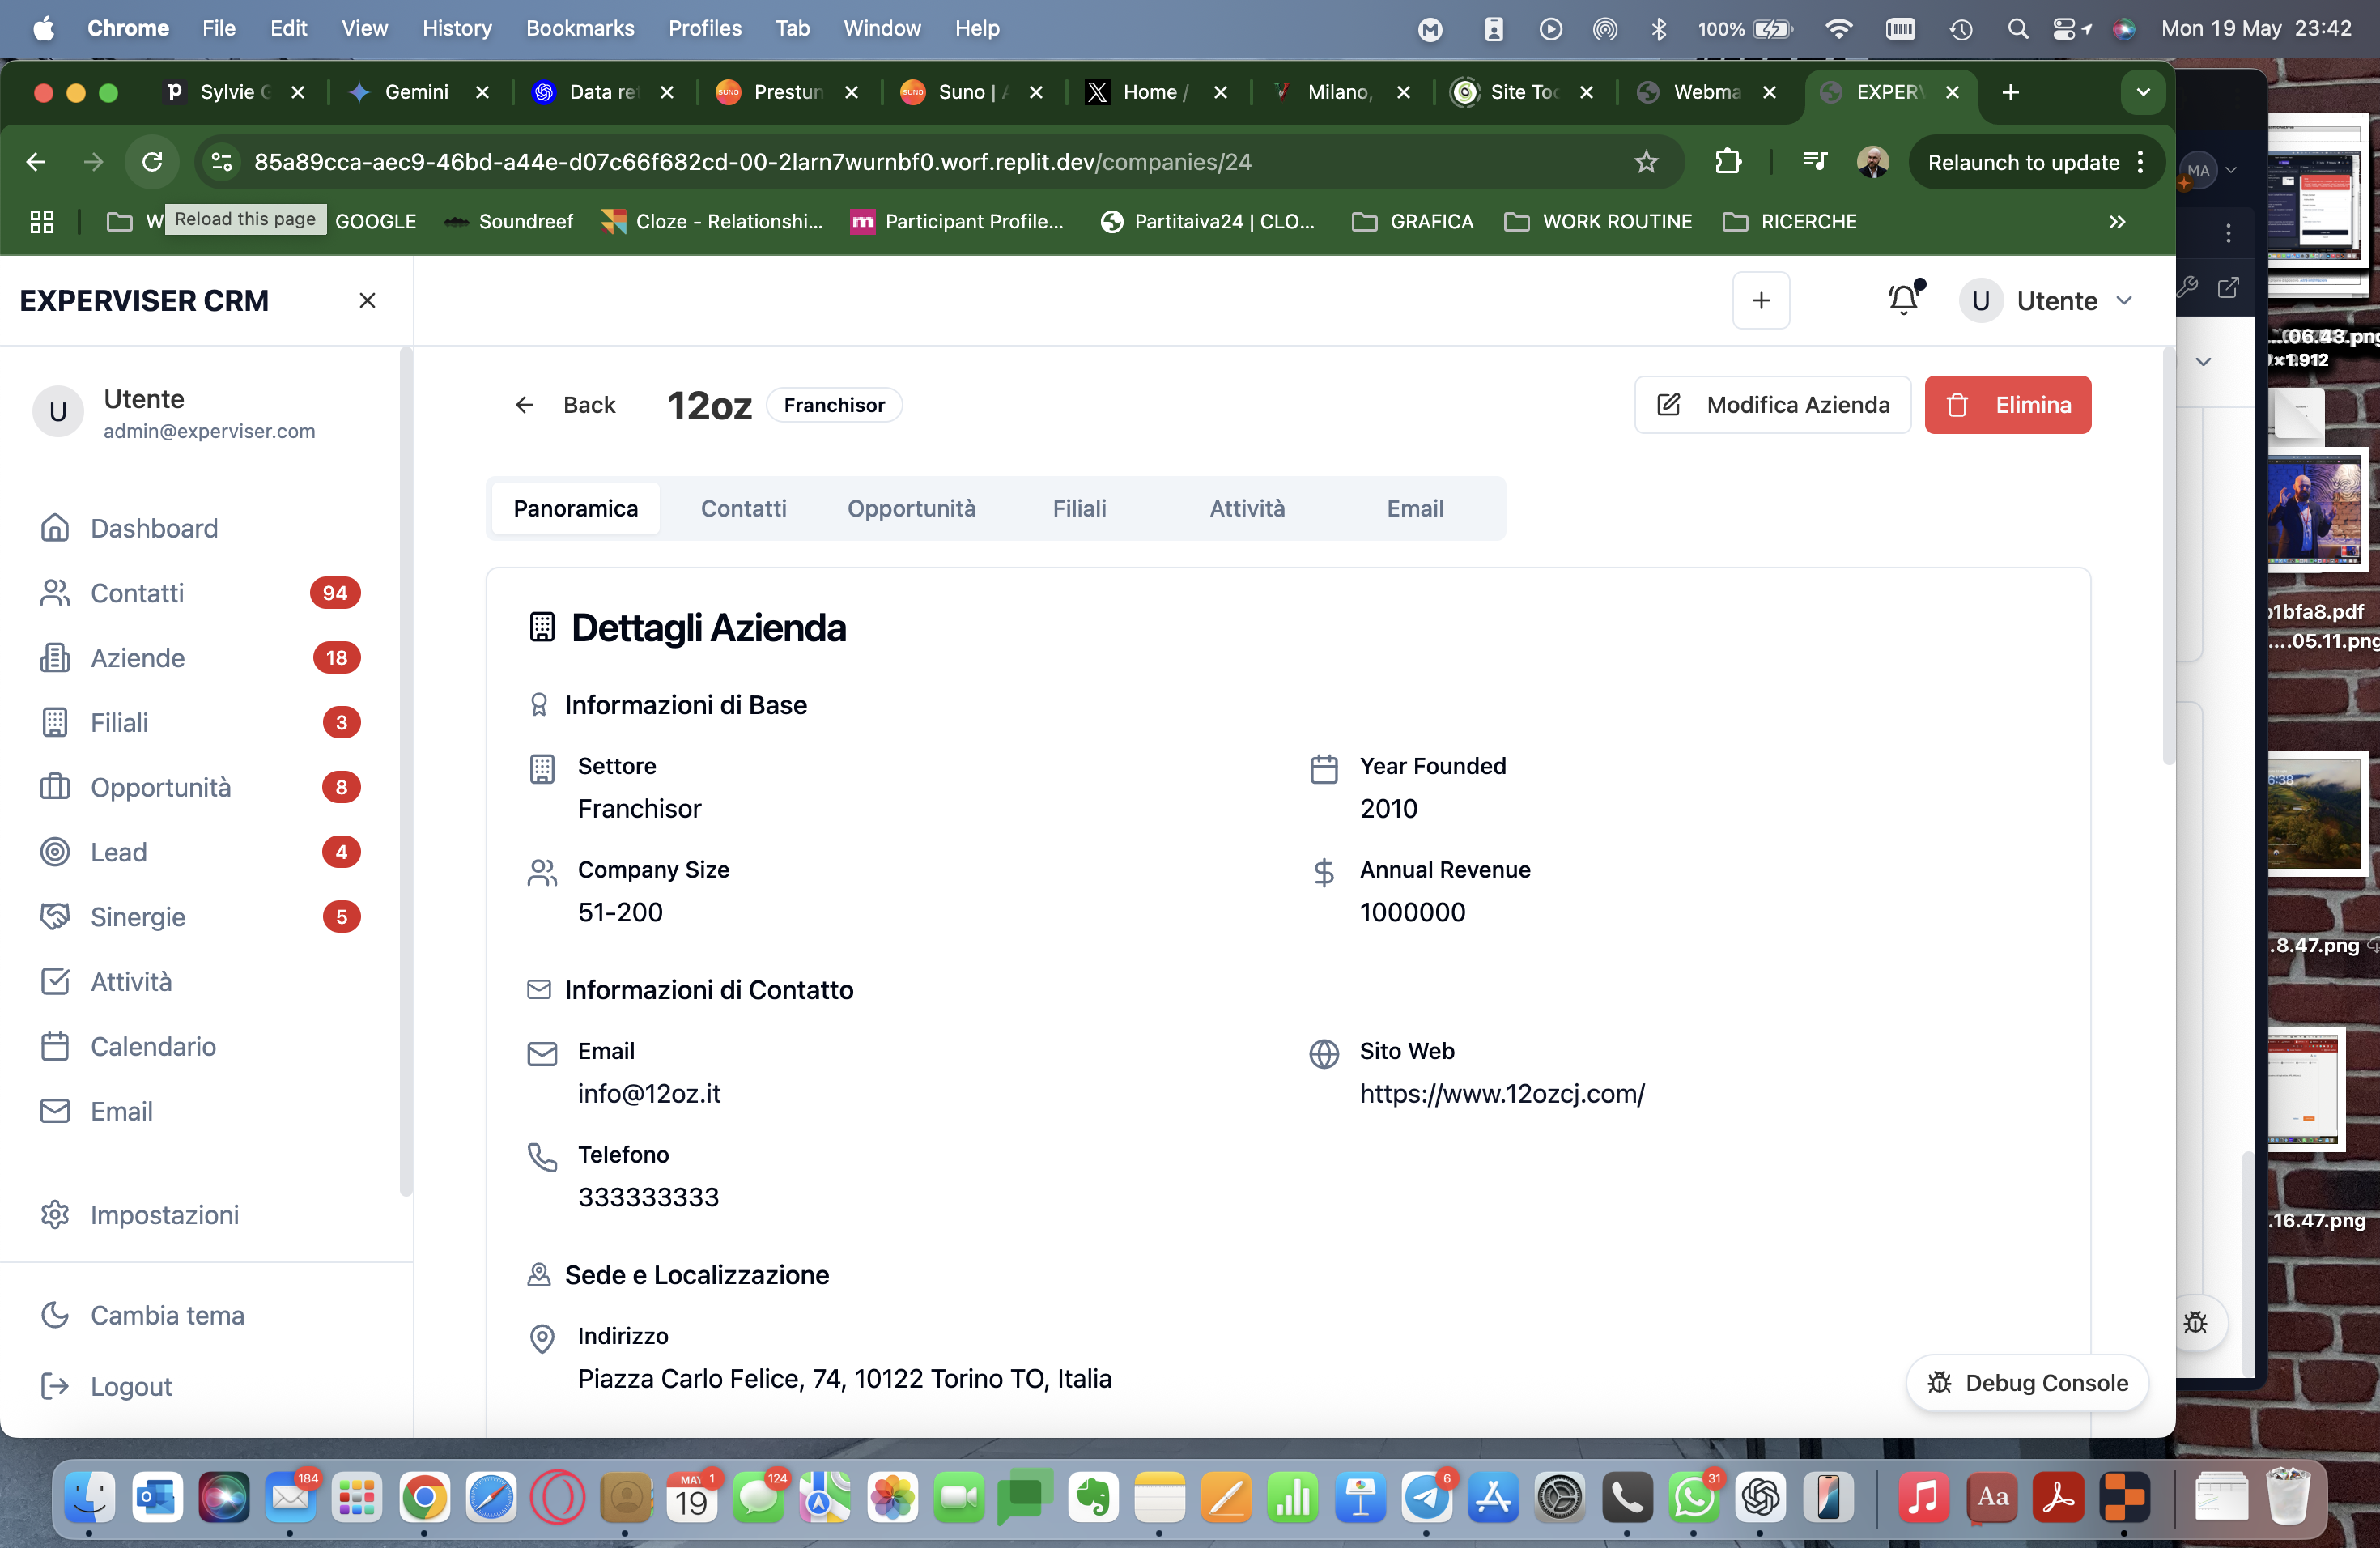 Chrome File Edit View History Bookmarks Profiles Tab Window Help 100% Mon 19 May 23:42
Sylvie Gemini Data ret Prestun Suno | Home / Milano, Site Too Webma EXPERV
85a89cca-aec9-46bd-a44e-d07c66f682cd-00-2larn7wurnbf0.worf.replit.dev/companies/24 Relaunch to update
W Reload this page GOOGLE Soundreef Cloze - Relationshi... Participant Profile... Partitaiva24 | CLO... GRAFICA WORK ROUTINE RICERCHE
EXPERVISER CRM
U Utente
U Utente
admin@experviser.com
Dashboard
Contatti 94
Aziende 18
Filiali 3
Opportunità 8
Lead 4
Sinergie 5
Attività
Calendario
Email
Impostazioni
Cambia tema
Logout
Back 12oz Franchisor Modifica Azienda Elimina
Panoramica Contatti Opportunità Filiali Attività Email
Dettagli Azienda
Informazioni di Base
Settore
Franchisor
Year Founded
2010
Company Size
51-200
Annual Revenue
1000000
Informazioni di Contatto
Email
info@12oz.it
Sito Web
https://www.12ozcj.com/
Telefono
333333333
Sede e Localizzazione
Indirizzo
Piazza Carlo Felice, 74, 10122 Torino TO, Italia
Debug Console
MA
...06.43.png
1bfa8.pdf
....05.11.png
.8.47.png
.16.47.png
184
MAY 1
19
124
6
31
Aa